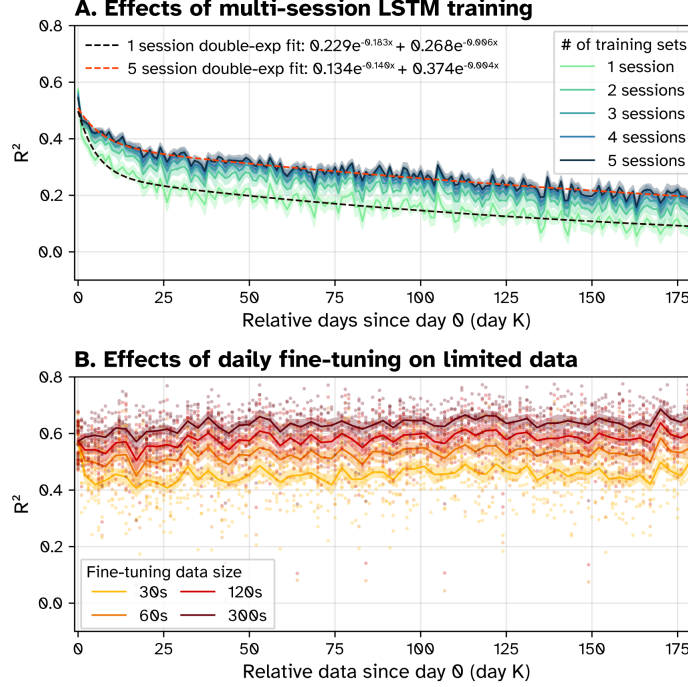 A. Effects of multi-session LSTM training
0.8
1 session double-exp fit: 0.229e^-0.183x + 0.268e^-0.006x
5 session double-exp fit: 0.134e^-0.140x + 0.374e^-0.004x
# of training sets
1 session
2 sessions
3 sessions
4 sessions
5 sessions
0.6
0.4
R²
0.2
0.0
0 25 50 75 100 125 150 175
Relative days since day 0 (day K)
B. Effects of daily fine-tuning on limited data
0.8
0.6
R²
0.4
0.2
0.0
Fine-tuning data size
30s 120s
60s 300s
0 25 50 75 100 125 150 175
Relative data since day 0 (day K)